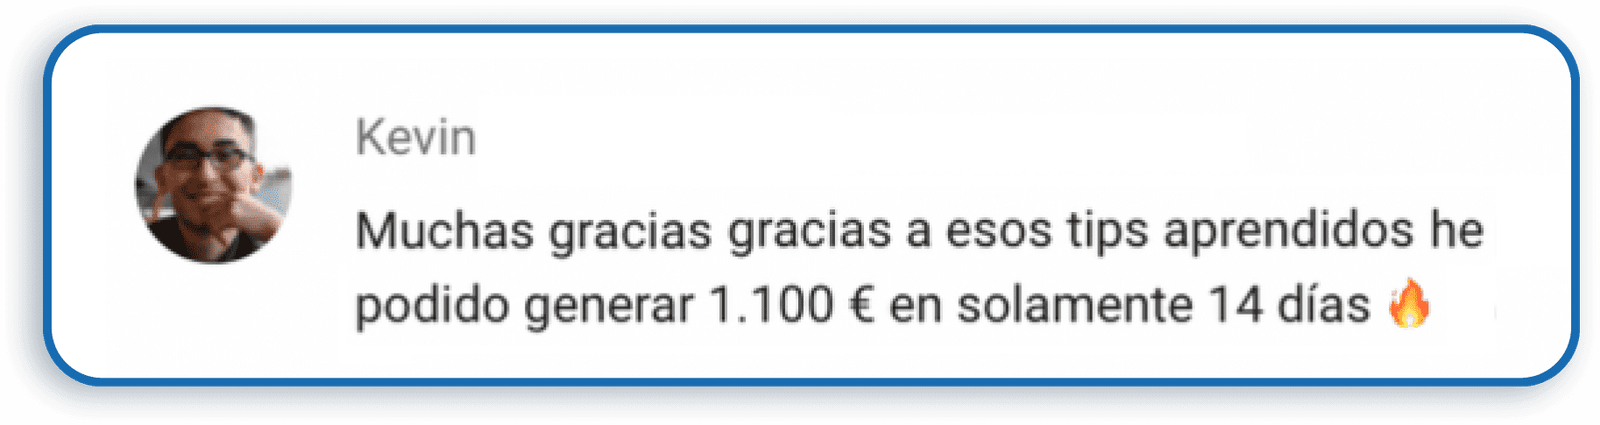 Kevin
Muchas gracias gracias a esos tips aprendidos he
podido generar 1.100 € en solamente 14 días 🔥